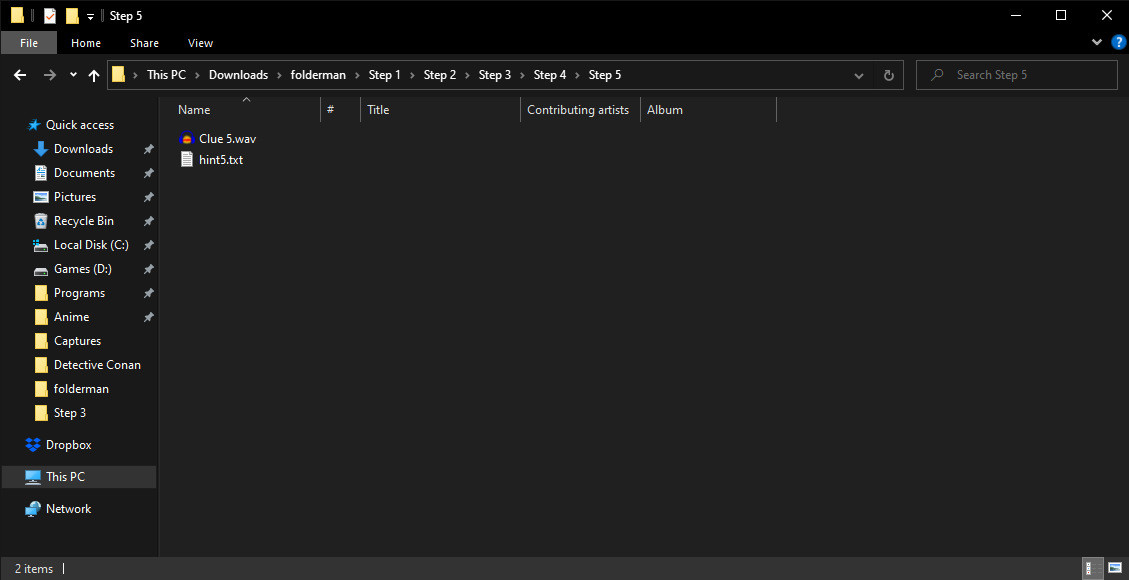 Step 5
File Home Share View
This PC Downloads folderman Step 1 Step 2 Step 3 Step 4 Step 5
Search Step 5
Name # Title Contributing artists Album
Clue 5.wav
hint5.txt
Quick access
Downloads
Documents
Pictures
Recycle Bin
Local Disk (C:)
Games (D:)
Programs
Anime
Captures
Detective Conan
folderman
Step 3
Dropbox
This PC
Network
2 items